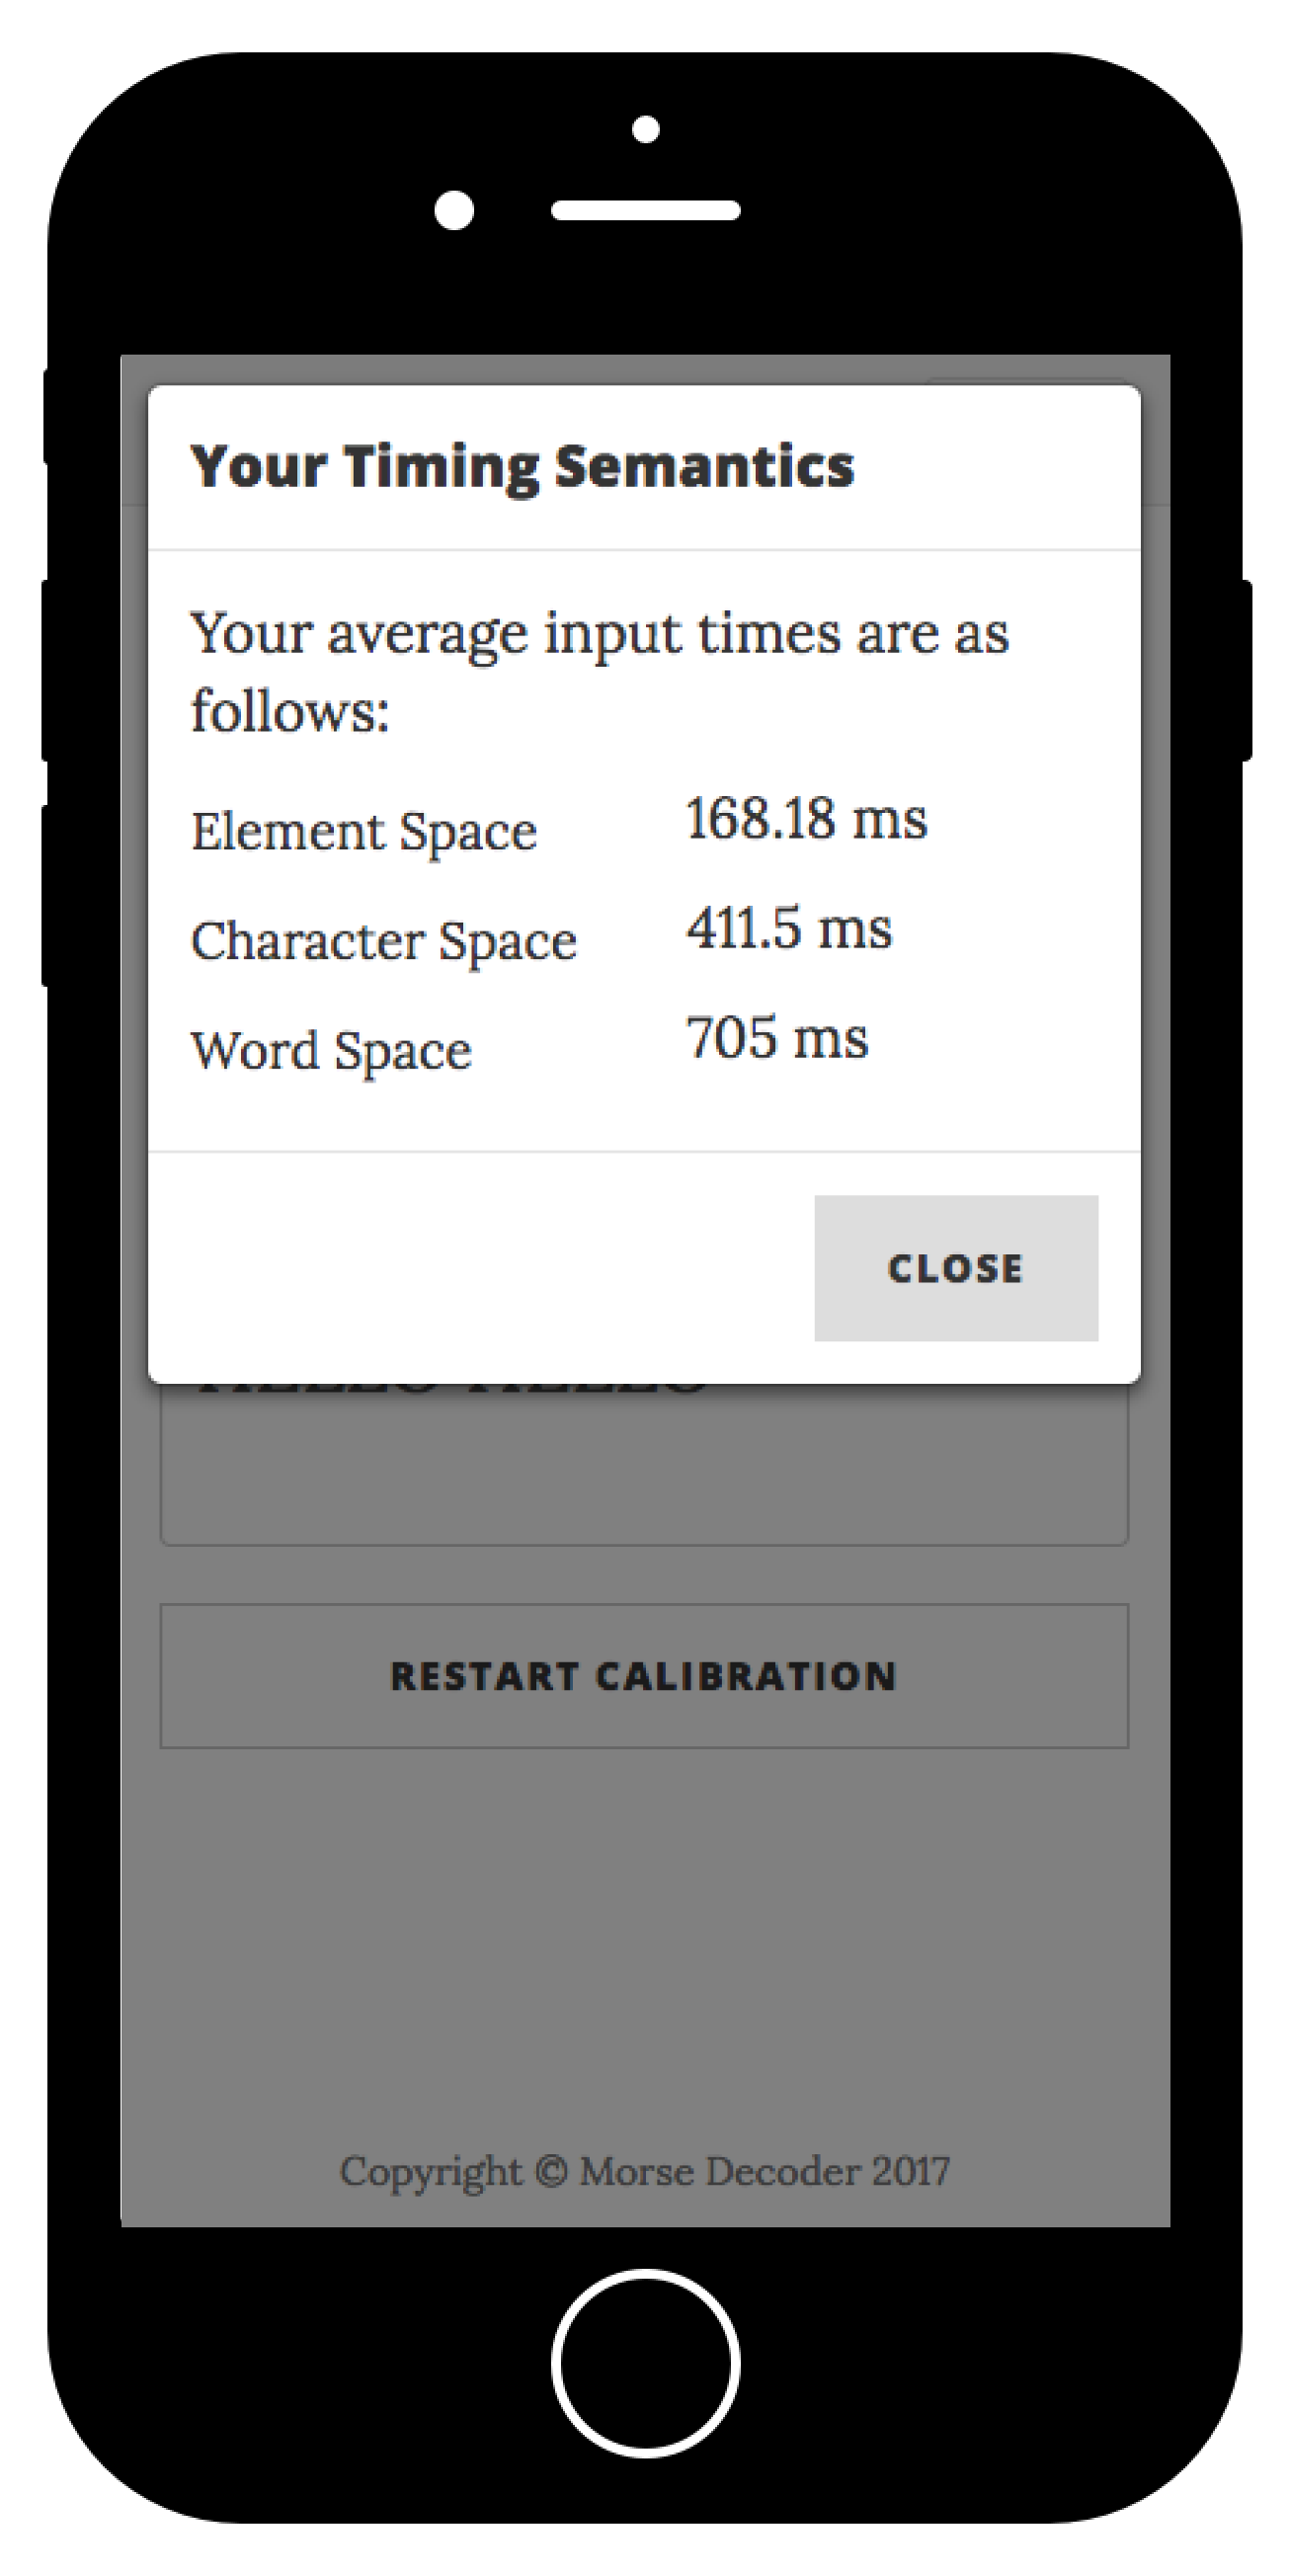 Your Timing Semantics
Your average input times are as
follows:
Element Space 168.18 ms
Character Space 411.5 ms
Word Space 705 ms
CLOSE
RESTART CALIBRATION
Copyright © Morse Decoder 2017